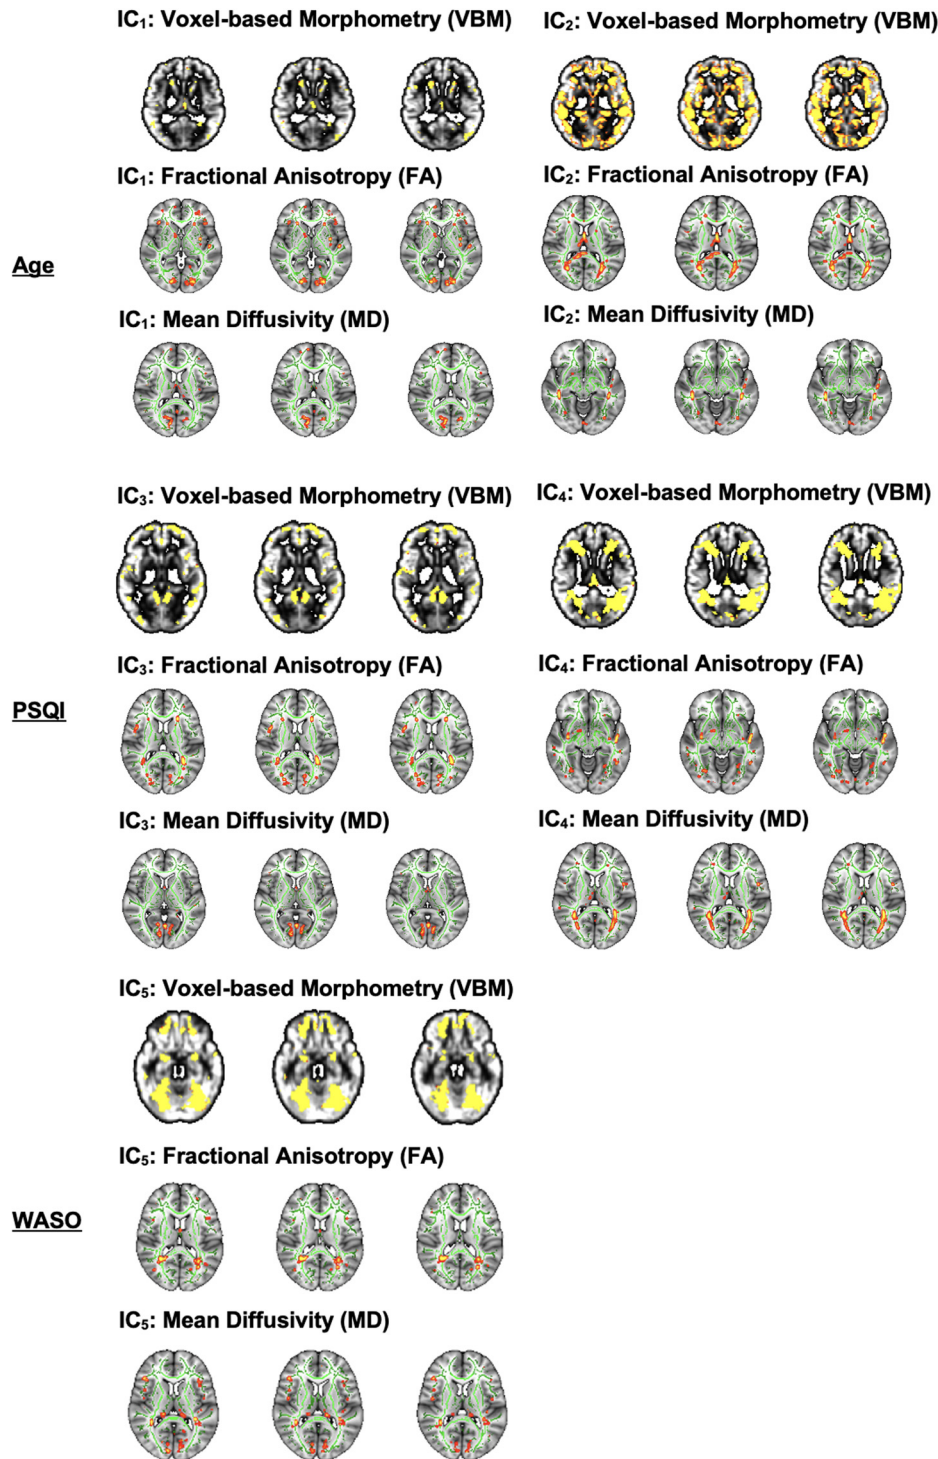 IC₁: Voxel-based Morphometry (VBM)
IC₂: Voxel-based Morphometry (VBM)
IC₁: Fractional Anisotropy (FA)
IC₂: Fractional Anisotropy (FA)
Age
IC₁: Mean Diffusivity (MD)
IC₂: Mean Diffusivity (MD)
IC₃: Voxel-based Morphometry (VBM)
IC₄: Voxel-based Morphometry (VBM)
IC₃: Fractional Anisotropy (FA)
IC₄: Fractional Anisotropy (FA)
PSQI
IC₃: Mean Diffusivity (MD)
IC₄: Mean Diffusivity (MD)
IC₅: Voxel-based Morphometry (VBM)
IC₅: Fractional Anisotropy (FA)
WASO
IC₅: Mean Diffusivity (MD)